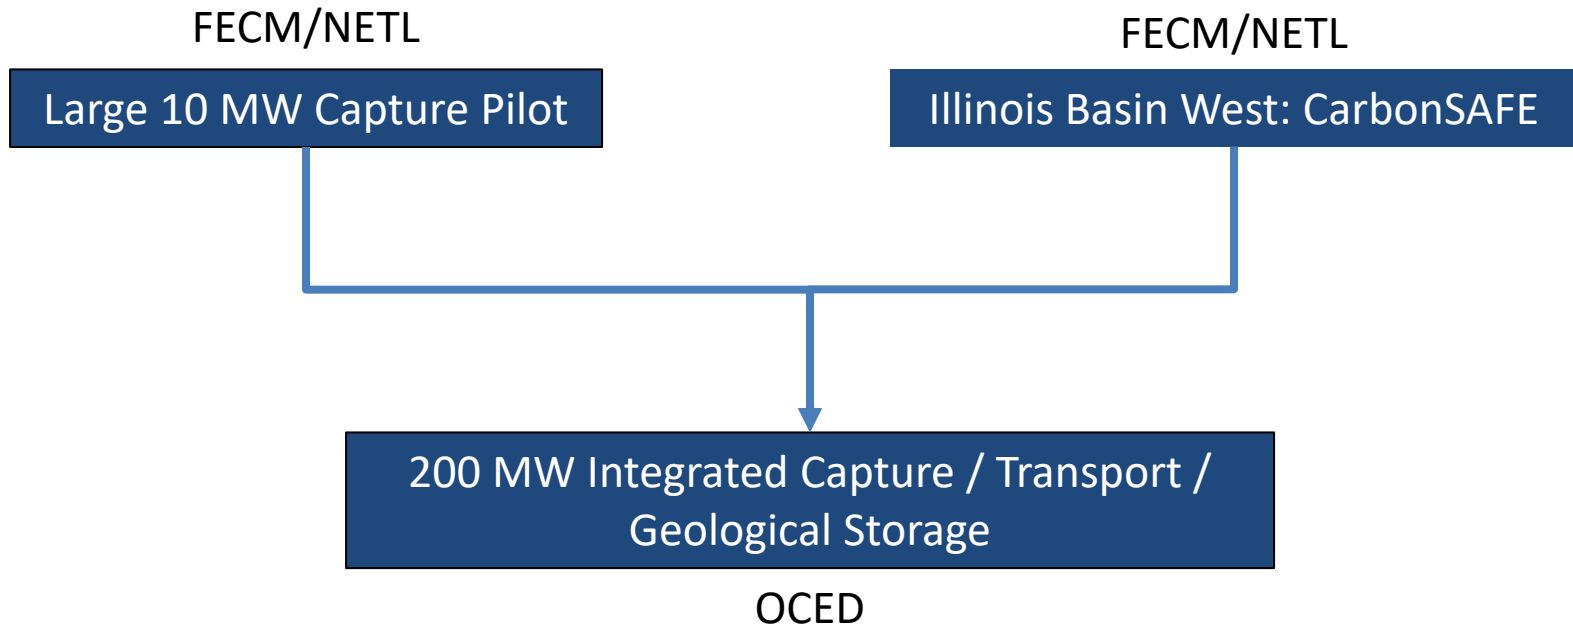 FECM/NETL
FECM/NETL
Large 10 MW Capture Pilot
Illinois Basin West: CarbonSAFE
200 MW Integrated Capture / Transport /
Geological Storage
OCED